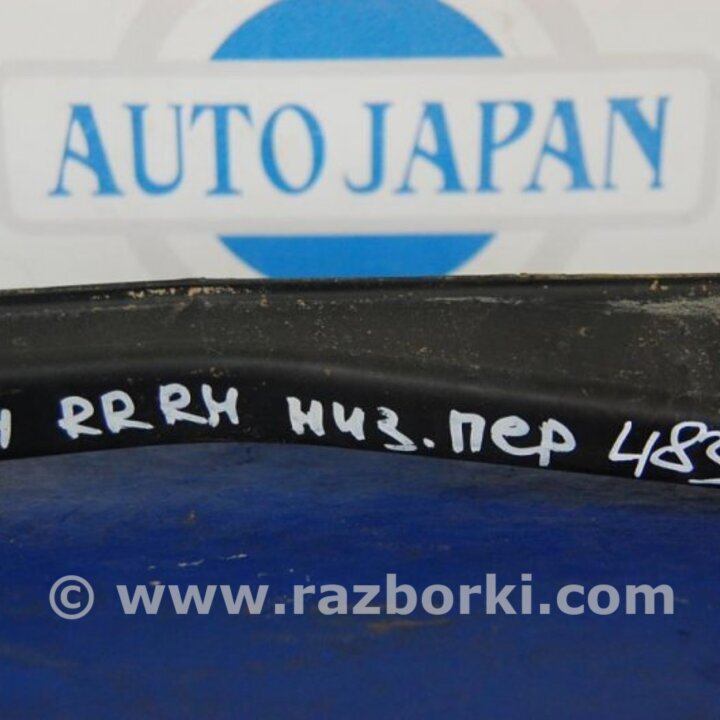 AUTO JAPAN
RRRH низ.пер
© www.razborki.com